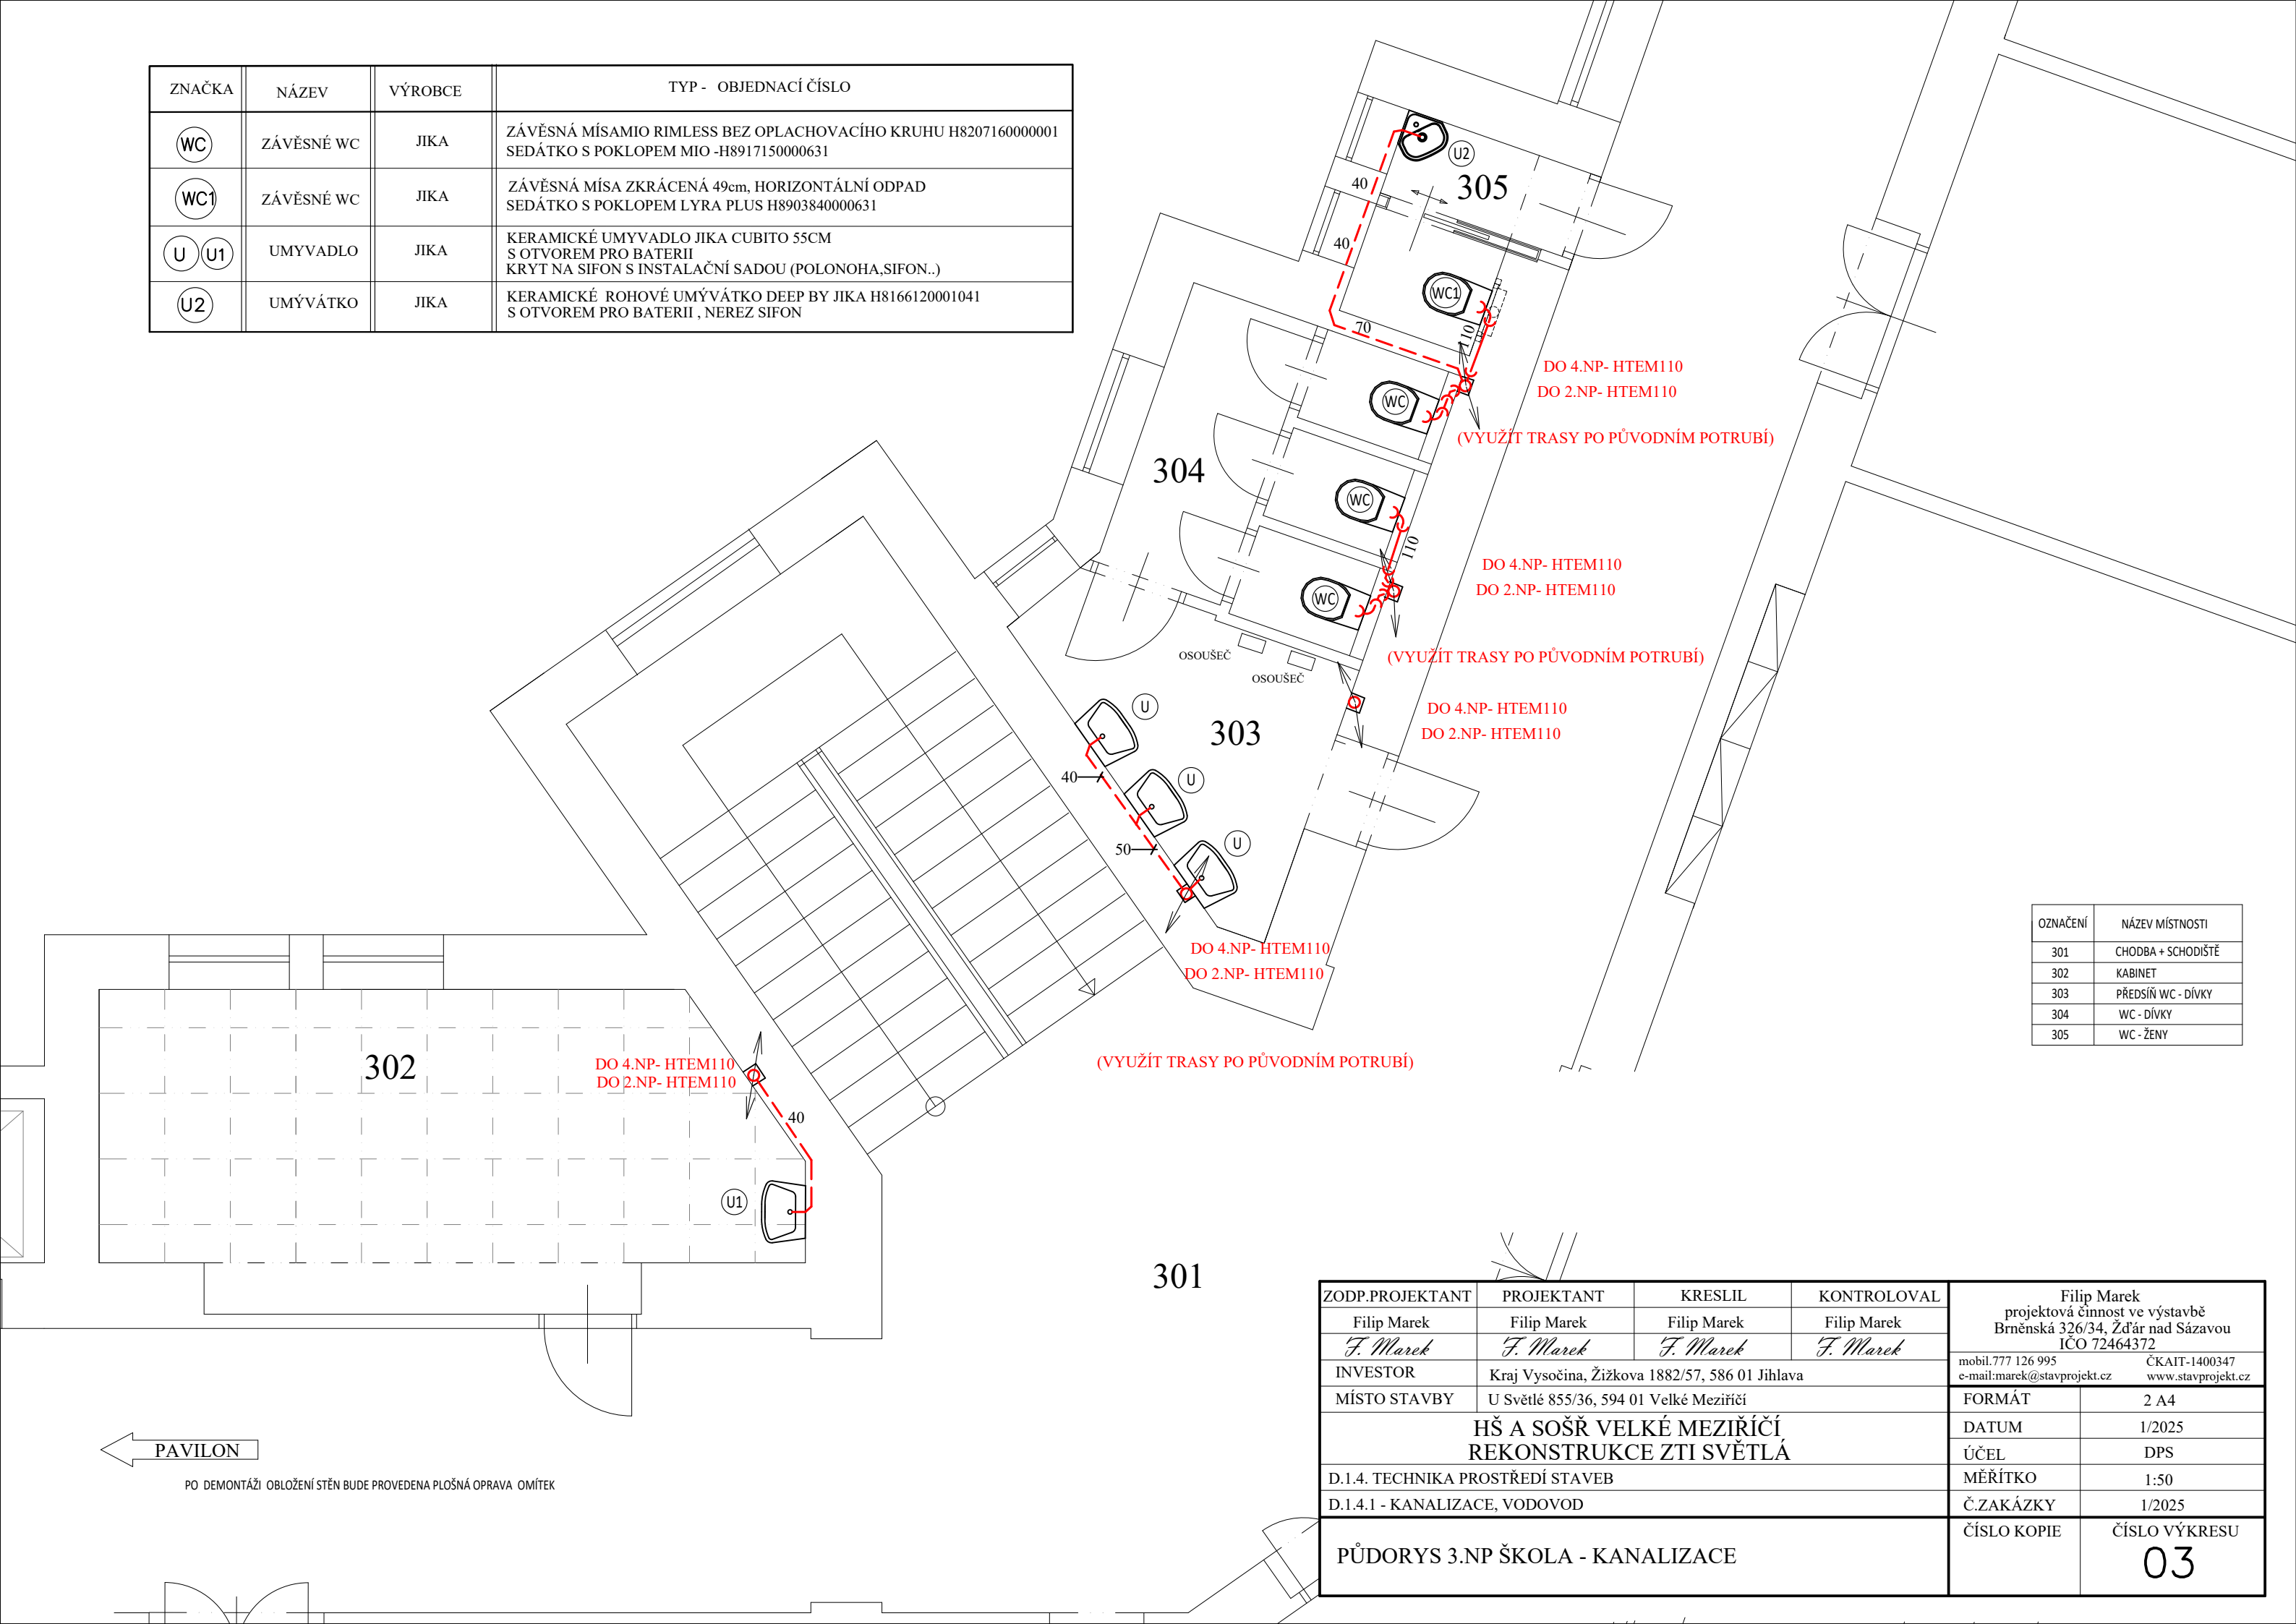 ZNAČKA NÁZEV VÝROBCE TYP - OBJEDNACÍ ČÍSLO
WC ZÁVĚSNÉ WC JIKA ZÁVĚSNÁ MÍSAMIO RIMLESS BEZ OPLACHOVACÍHO KRUHU H8207160000001
SEDÁTKO S POKLOPEM MIO -H8917150000631
WC1 ZÁVĚSNÉ WC JIKA ZÁVĚSNÁ MÍSA ZKRÁCENÁ 49cm, HORIZONTÁLNÍ ODPAD
SEDÁTKO S POKLOPEM LYRA PLUS H8903840000631
U U1 UMYVADLO JIKA KERAMICKÉ UMYVADLO JIKA CUBITO 55CM
S OTVOREM PRO BATERII
KRYT NA SIFON S INSTALAČNÍ SADOU (POLONOHA,SIFON..)
U2 UMÝVÁTKO JIKA KERAMICKÉ ROHOVÉ UMÝVÁTKO DEEP BY JIKA H8166120001041
S OTVOREM PRO BATERII , NEREZ SIFON
U2
305
40
40
WC1
70
110
DO 4.NP- HTEM110
DO 2.NP- HTEM110
WC
(VYUŽÍT TRASY PO PŮVODNÍM POTRUBÍ)
304
WC
110
DO 4.NP- HTEM110
DO 2.NP- HTEM110
WC
(VYUŽÍT TRASY PO PŮVODNÍM POTRUBÍ)
OSOUŠEČ
OSOUŠEČ
DO 4.NP- HTEM110
DO 2.NP- HTEM110
U
303
40
U
50
U
DO 4.NP- HTEM110
DO 2.NP- HTEM110
(VYUŽÍT TRASY PO PŮVODNÍM POTRUBÍ)
302
DO 4.NP- HTEM110
DO 2.NP- HTEM110
40
U1
301
OZNAČENÍ NÁZEV MÍSTNOSTI
301 CHODBA + SCHODIŠTĚ
302 KABINET
303 PŘEDSÍŇ WC - DÍVKY
304 WC - DÍVKY
305 WC - ŽENY
PAVILON
PO DEMONTÁŽI OBLOŽENÍ STĚN BUDE PROVEDENA PLOŠNÁ OPRAVA OMÍTEK
ZODP.PROJEKTANT PROJEKTANT KRESLIL KONTROLOVAL
Filip Marek Filip Marek Filip Marek Filip Marek
F. Marek F. Marek F. Marek F. Marek
INVESTOR Kraj Vysočina, Žižkova 1882/57, 586 01 Jihlava
MÍSTO STAVBY U Světlé 855/36, 594 01 Velké Meziříčí
HŠ A SOŠŘ VELKÉ MEZIŘÍČÍ
REKONSTRUKCE ZTI SVĚTLÁ
D.1.4. TECHNIKA PROSTŘEDÍ STAVEB
D.1.4.1 - KANALIZACE, VODOVOD
PŮDORYS 3.NP ŠKOLA - KANALIZACE
Filip Marek
projektová činnost ve výstavbě
Brněnská 326/34, Žďár nad Sázavou
IČO 72464372
mobil.777 126 995 ČKAIT-1400347
e-mail:marek@stavprojekt.cz www.stavprojekt.cz
FORMÁT 2 A4
DATUM 1/2025
ÚČEL DPS
MĚŘÍTKO 1:50
Č.ZAKÁZKY 1/2025
ČÍSLO KOPIE ČÍSLO VÝKRESU
03